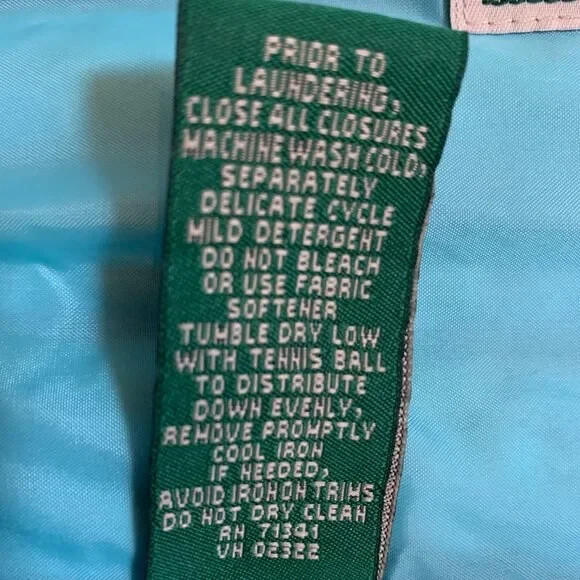 PRIOR TO
LAUNDERING,
CLOSE ALL CLOSURES
MACHINE WASH COLD,
SEPARATELY
DELICATE CYCLE
MILD DETERGENT
DO NOT BLEACH
OR USE FABRIC
SOFTENER
TUMBLE DRY LOW
WITH TENNIS BALL
TO DISTRIBUTE
DOWN EVENLY,
REMOVE PROMPTLY
COOL IRON
IF NEEDED,
AVOID IRON ON TRIMS
DO NOT DRY CLEAN
RN 71341
VN 02322